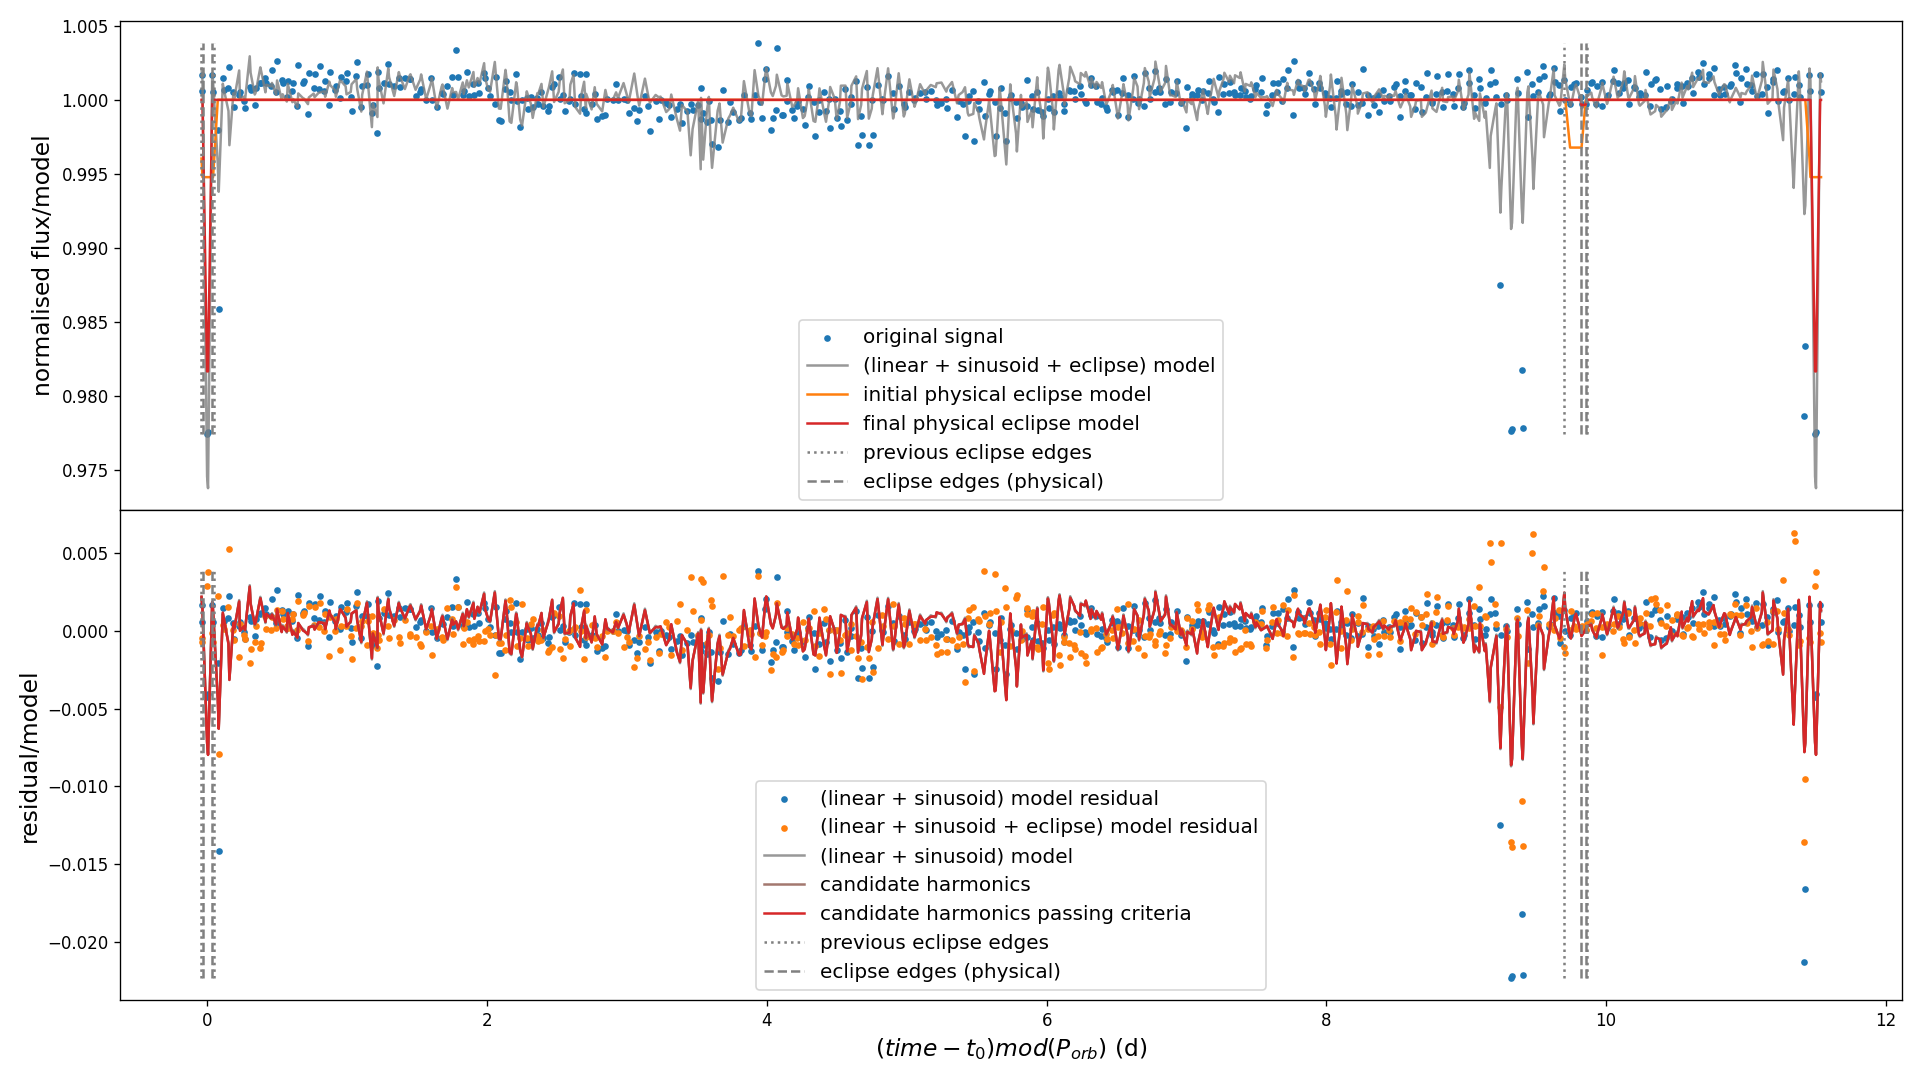 1.005
1.000
0.995
0.990
0.985
0.980
0.975
normalised flux/model
original signal
(linear + sinusoid + eclipse) model
initial physical eclipse model
final physical eclipse model
previous eclipse edges
eclipse edges (physical)
0.005
0.000
−0.005
−0.010
−0.015
−0.020
residual/model
(linear + sinusoid) model residual
(linear + sinusoid + eclipse) model residual
(linear + sinusoid) model
candidate harmonics
candidate harmonics passing criteria
previous eclipse edges
eclipse edges (physical)
0 2 4 6 8 10 12
(time − t₀)mod(P_orb) (d)